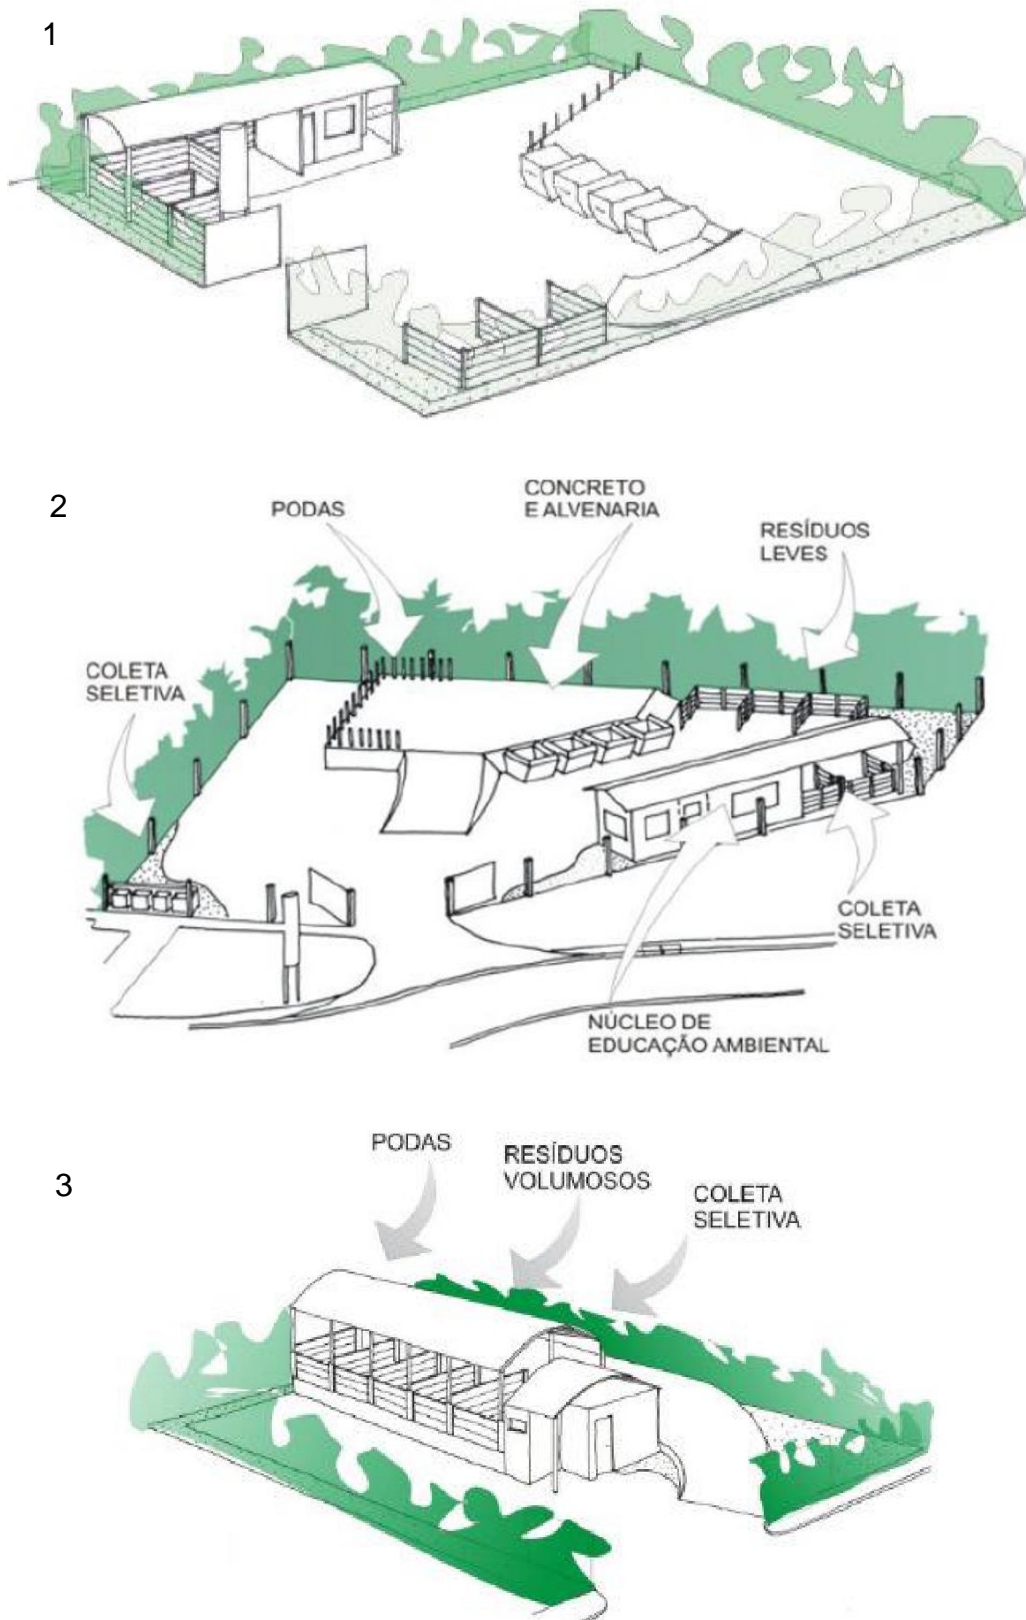 1
2
PODAS
CONCRETO
E ALVENARIA
RESÍDUOS
LEVES
COLETA
SELETIVA
COLETA
SELETIVA
NÚCLEO DE
EDUCAÇÃO AMBIENTAL
3
PODAS
RESÍDUOS
VOLUMOSOS
COLETA
SELETIVA